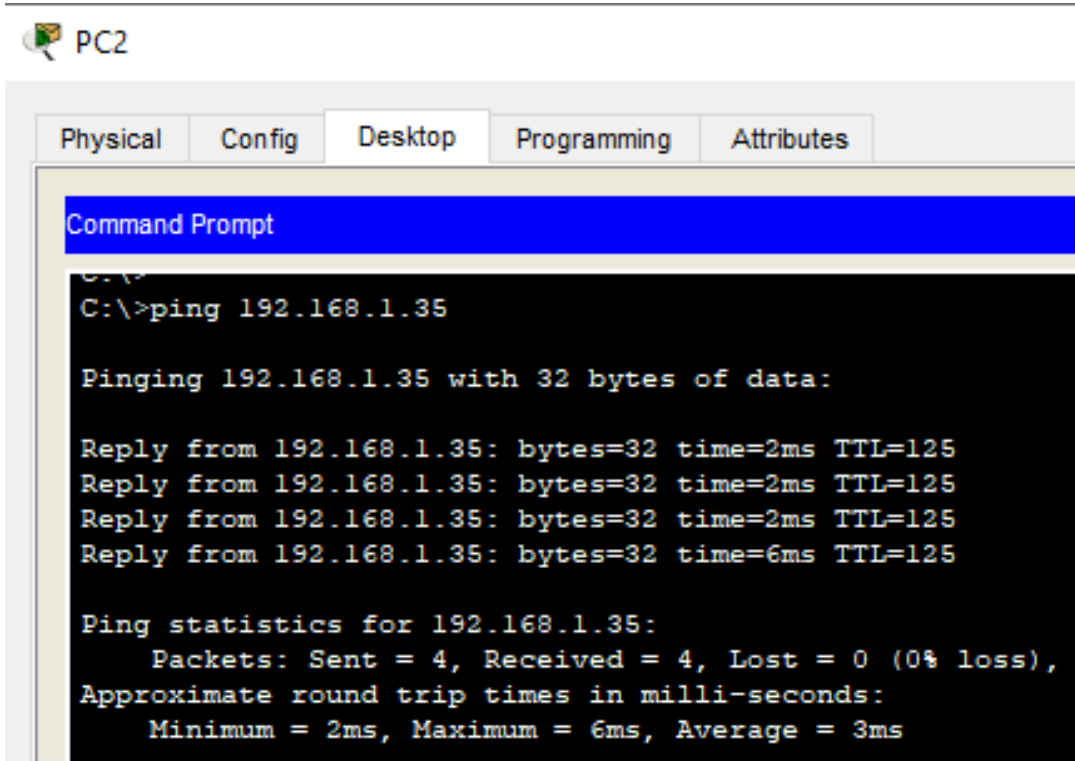 PC2
Physical Config Desktop Programming Attributes
Command Prompt
C:\>
C:\>ping 192.168.1.35
Pinging 192.168.1.35 with 32 bytes of data:
Reply from 192.168.1.35: bytes=32 time=2ms TTL=125
Reply from 192.168.1.35: bytes=32 time=2ms TTL=125
Reply from 192.168.1.35: bytes=32 time=2ms TTL=125
Reply from 192.168.1.35: bytes=32 time=6ms TTL=125
Ping statistics for 192.168.1.35:
Packets: Sent = 4, Received = 4, Lost = 0 (0% loss),
Approximate round trip times in milli-seconds:
Minimum = 2ms, Maximum = 6ms, Average = 3ms